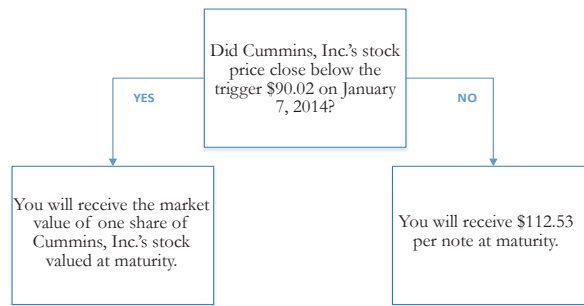 Did Cummins, Inc.'s stock
price close below the
trigger $90.02 on January
7, 2014?
YES
NO
You will receive the market
value of one share of
Cummins, Inc.'s stock
valued at maturity.
You will receive $112.53
per note at maturity.